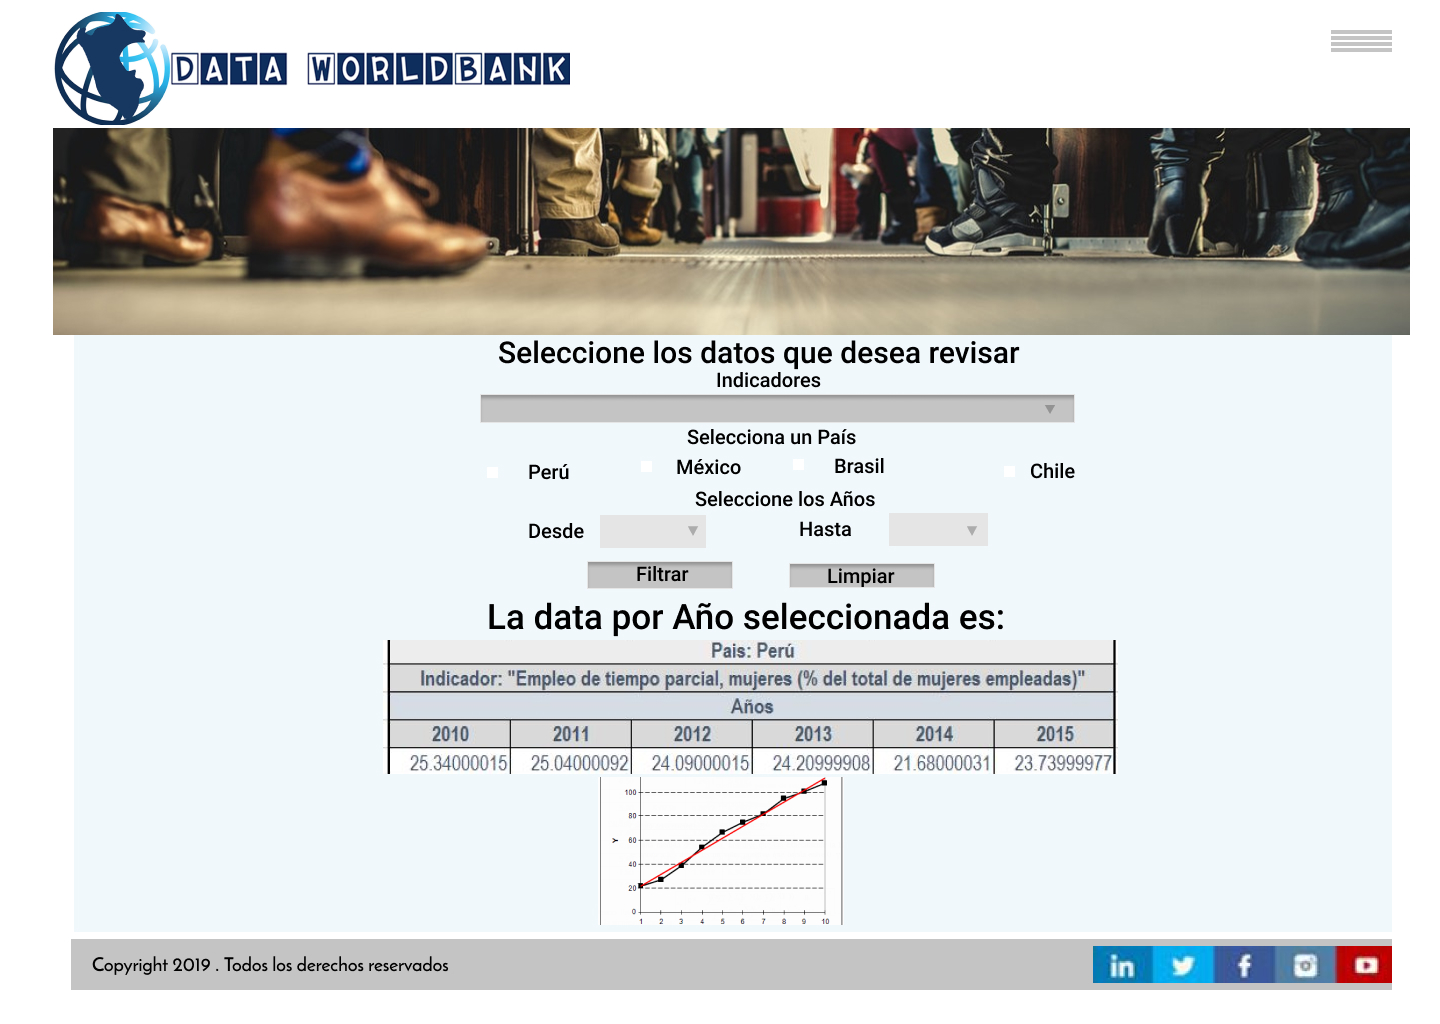 DATA WORLDBANK
Seleccione los datos que desea revisar
Indicadores
Selecciona un País
Perú México Brasil Chile
Seleccione los Años
Desde Hasta
Filtrar Limpiar
La data por Año seleccionada es:
Pais: Perú
Indicador: "Empleo de tiempo parcial, mujeres (% del total de mujeres empleadas)"
Años
2010 2011 2012 2013 2014 2015
25.34000015 25.04000092 24.09000015 24.20999908 21.68000031 23.73999977
100
80
Y 60
40
20
0
1 2 3 4 5 6 7 8 9 10
Copyright 2019 . Todos los derechos reservados
in f